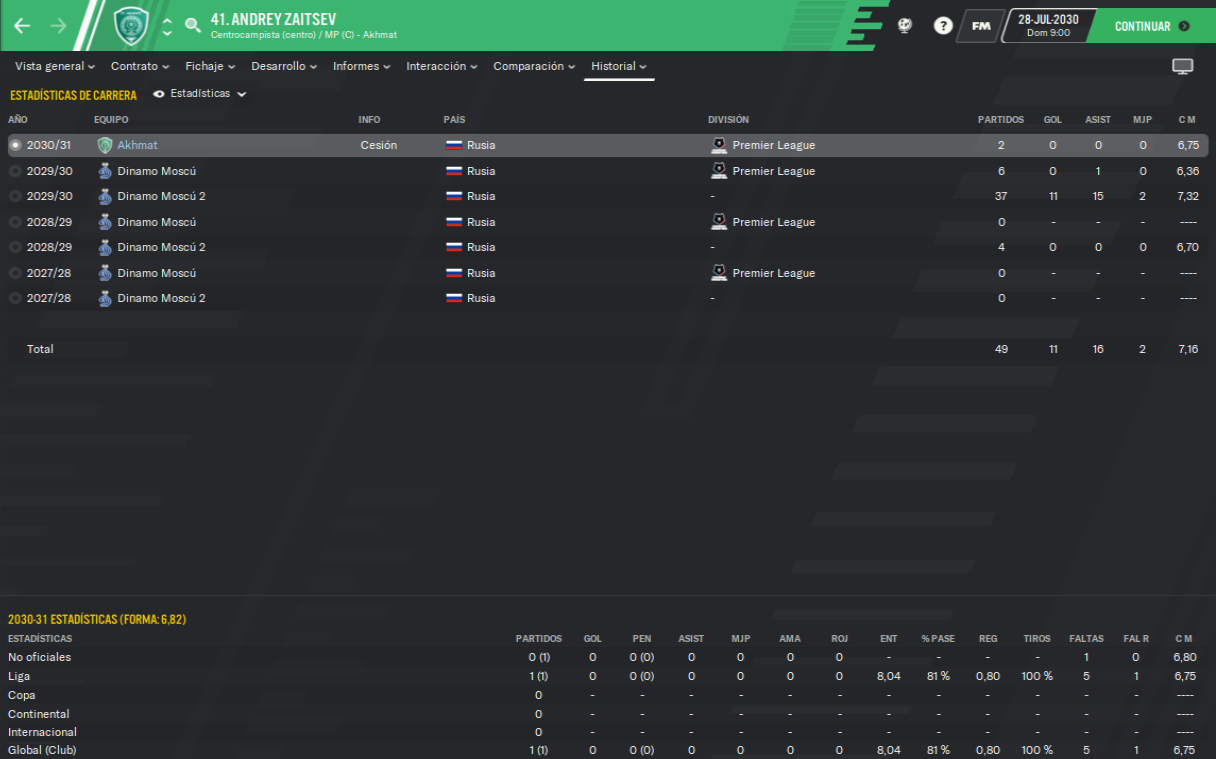 41. ANDREY ZAITSEV
Centrocampista (centro) / MP (C) - Akhmat
?
FM
28-JUL-2030
Dom 9:00
CONTINUAR
Vista general Contrato Fichaje Desarrollo Informes Interacción Comparación Historial
ESTADÍSTICAS DE CARRERA Estadísticas
AÑO EQUIPO INFO PAÍS DIVISIÓN PARTIDOS GOL ASIST MJP C M
2030/31 Akhmat Cesión Rusia Premier League 2 0 0 0 6,75
2029/30 Dinamo Moscú Rusia Premier League 6 0 1 0 6,36
2029/30 Dinamo Moscú 2 Rusia - 37 11 15 2 7,32
2028/29 Dinamo Moscú Rusia Premier League 0 - - - ----
2028/29 Dinamo Moscú 2 Rusia - 4 0 0 0 6,70
2027/28 Dinamo Moscú Rusia Premier League 0 - - - ----
2027/28 Dinamo Moscú 2 Rusia - 0 - - - ----
Total 49 11 16 2 7,16
2030-31 ESTADÍSTICAS (FORMA: 6,82)
ESTADÍSTICAS PARTIDOS GOL PEN ASIST MJP AMA ROJ ENT % PASE REG TIROS FALTAS FAL R C M
No oficiales 0 (1) 0 0 (0) 0 0 0 0 - - - - 1 0 6,80
Liga 1 (1) 0 0 (0) 0 0 0 0 8,04 81 % 0,80 100 % 5 1 6,75
Copa 0 - - - - - - - - - - - - ----
Continental 0 - - - - - - - - - - - - ----
Internacional 0 - - - - - - - - - - - - ----
Global (Club) 1 (1) 0 0 (0) 0 0 0 0 8,04 81 % 0,80 100 % 5 1 6,75